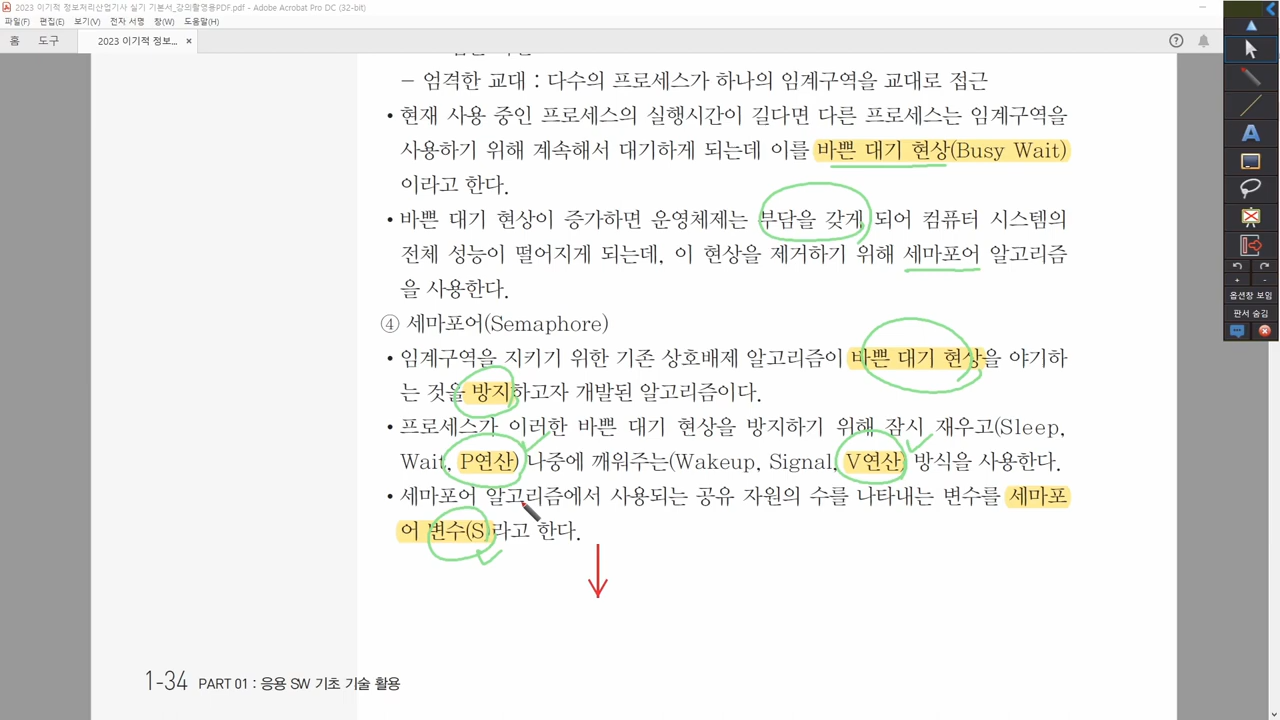 2023 이기적 정보처리산업기사 실기 기본서_강의촬영용PDF.pdf - Adobe Acrobat Pro DC (32-bit)
파일(F) 편집(E) 보기(V) 전자 서명 창(W) 도움말(H)
홈 도구 2023 이기적 정보... ×
– 엄격한 교대 : 다수의 프로세스가 하나의 임계구역을 교대로 접근
• 현재 사용 중인 프로세스의 실행시간이 길다면 다른 프로세스는 임계구역을
사용하기 위해 계속해서 대기하게 되는데 이를 바쁜 대기 현상(Busy Wait)
이라고 한다.
• 바쁜 대기 현상이 증가하면 운영체제는 부담을 갖게 되어 컴퓨터 시스템의
전체 성능이 떨어지게 되는데, 이 현상을 제거하기 위해 세마포어 알고리즘
을 사용한다.
④ 세마포어(Semaphore)
• 임계구역을 지키기 위한 기존 상호배제 알고리즘이 바쁜 대기 현상을 야기하
는 것을 방지하고자 개발된 알고리즘이다.
• 프로세스가 이러한 바쁜 대기 현상을 방지하기 위해 잠시 재우고(Sleep,
Wait, P연산) 나중에 깨워주는(Wakeup, Signal, V연산) 방식을 사용한다.
• 세마포어 알고리즘에서 사용되는 공유 자원의 수를 나타내는 변수를 세마포
어 변수(S)라고 한다.
1-34 PART 01 : 응용 SW 기초 기술 활용
A
옵션창 보임
판서 숨김